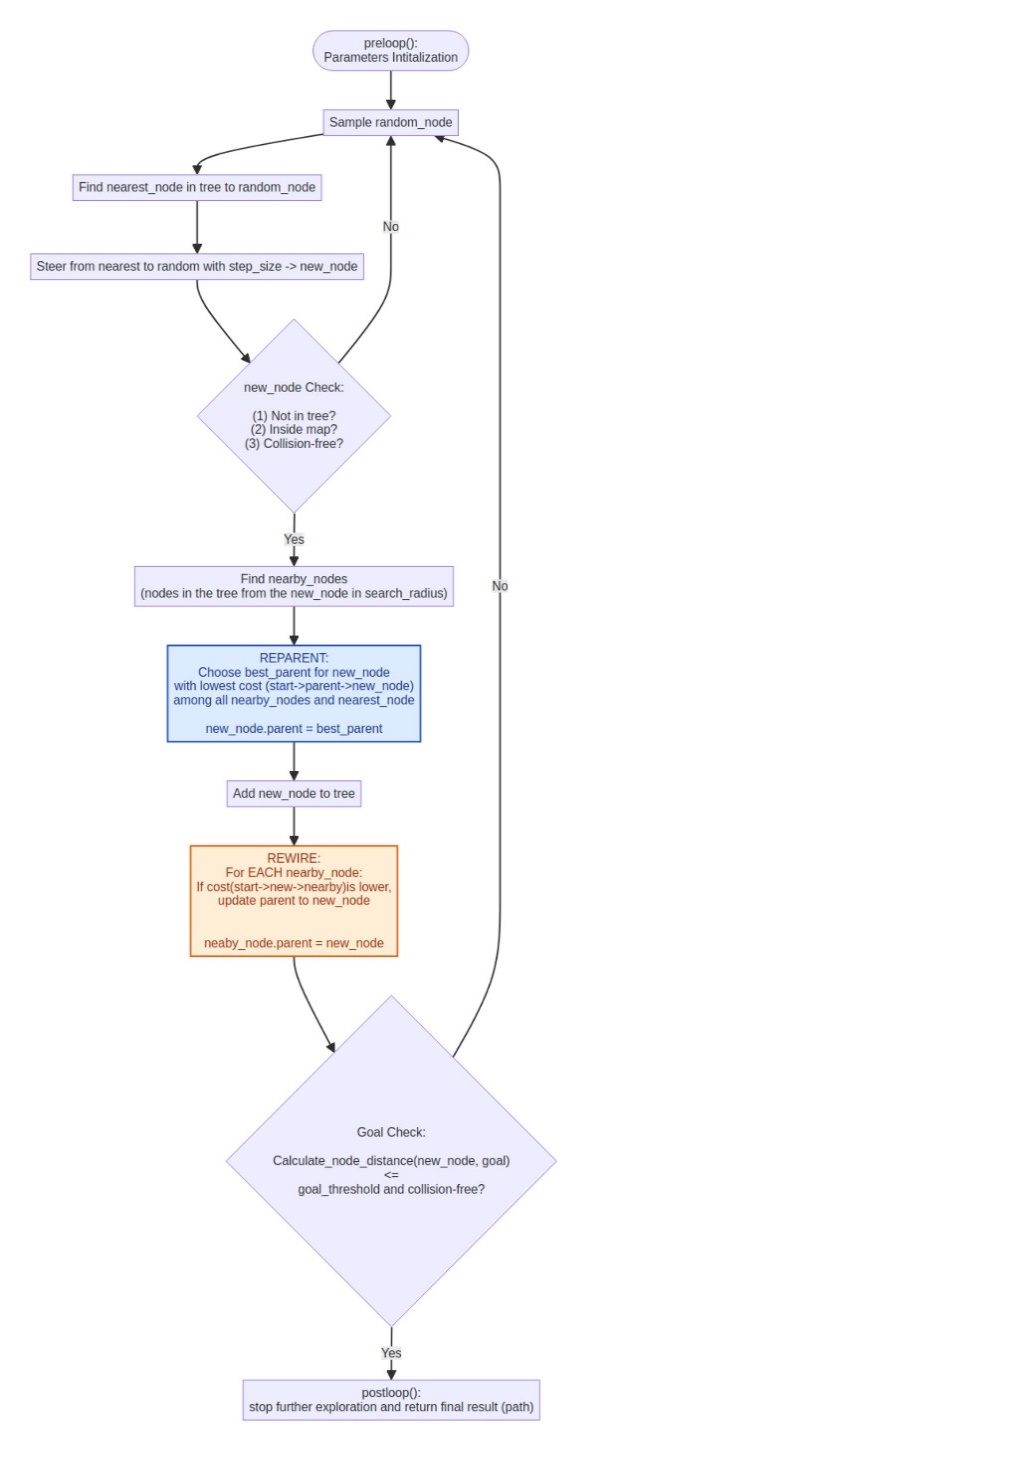 preloop():
Parameters Intitalization
Sample random_node
Find nearest_node in tree to random_node
No
Steer from nearest to random with step_size -> new_node
new_node Check:
(1) Not in tree?
(2) Inside map?
(3) Collision-free?
Yes
Find nearby_nodes
(nodes in the tree from the new_node in search_radius)
No
REPARENT:
Choose best_parent for new_node
with lowest cost (start->parent->new_node)
among all nearby_nodes and nearest_node
new_node.parent = best_parent
Add new_node to tree
REWIRE:
For EACH nearby_node:
If cost(start->new->nearby)is lower,
update parent to new_node
neaby_node.parent = new_node
Goal Check:
Calculate_node_distance(new_node, goal)
<=
goal_threshold and collision-free?
Yes
postloop():
stop further exploration and return final result (path)